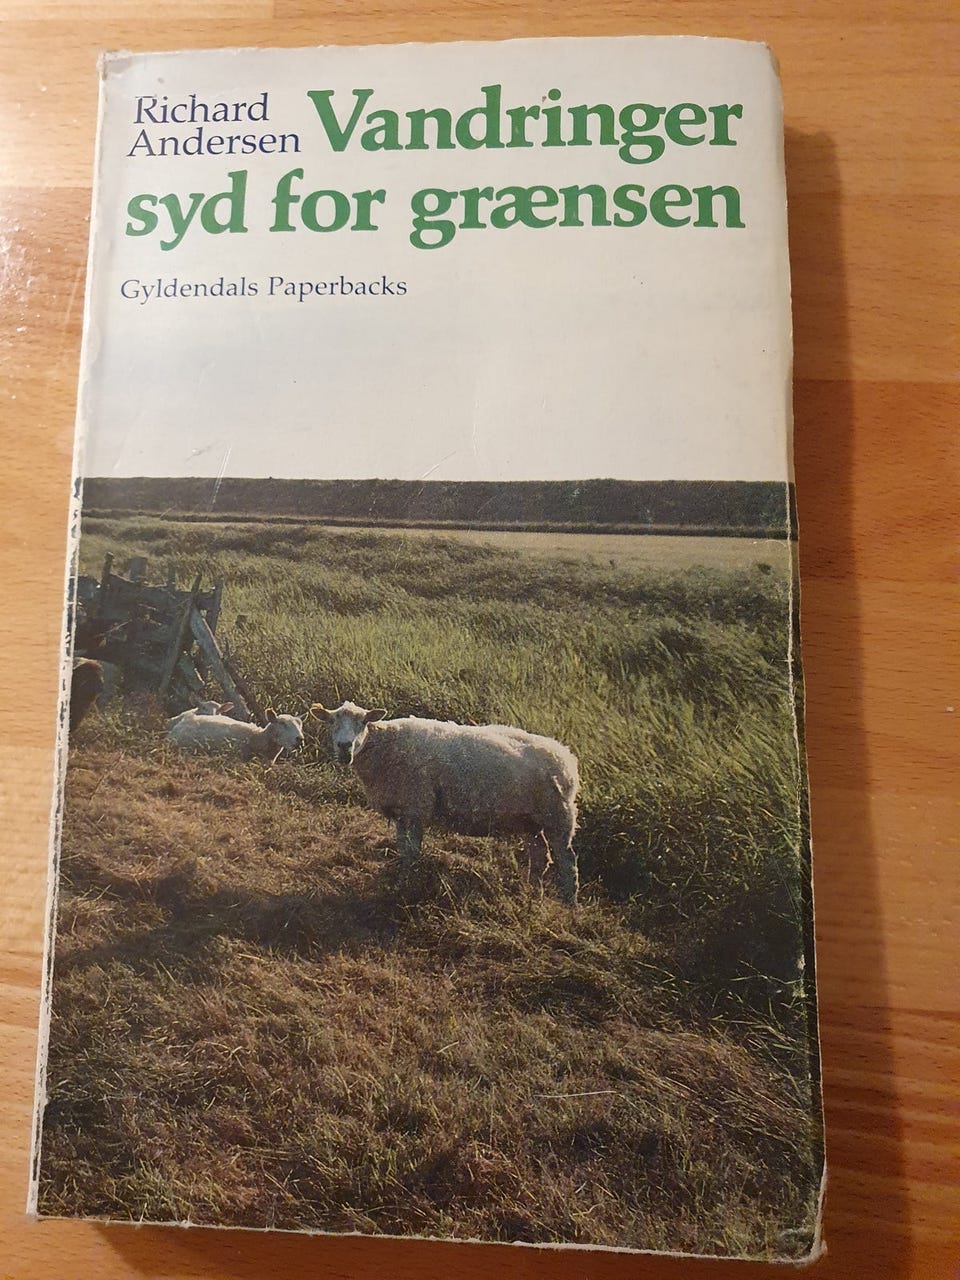 Richard
Andersen
Vandringer
syd for grænsen
Gyldendals Paperbacks